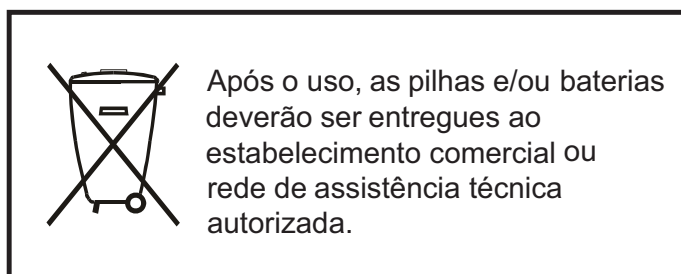 Após o uso, as pilhas e/ou baterias
deverão ser entregues ao
estabelecimento comercial ou
rede de assistência técnica
autorizada.